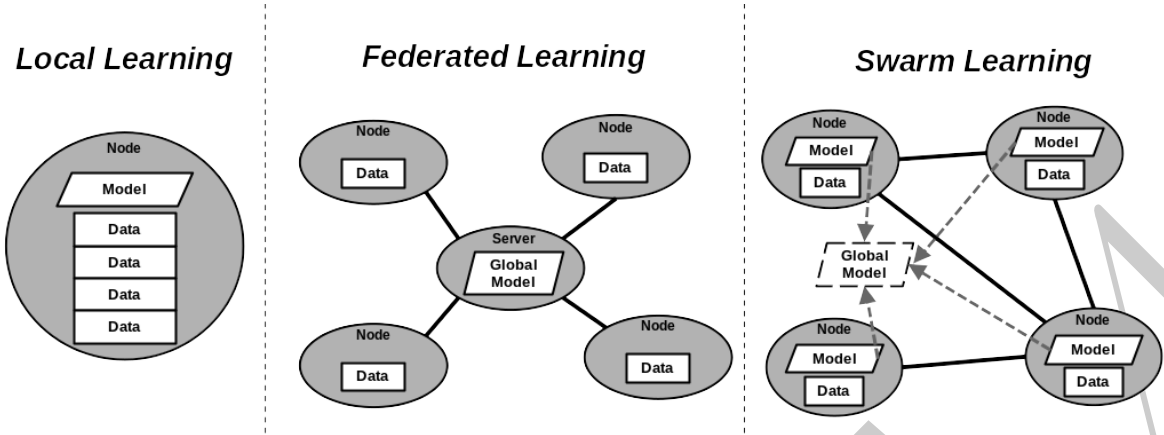 Local Learning
Node
Model
Data
Data
Data
Data
Federated Learning
Node
Data
Node
Data
Server
Global
Model
Node
Data
Node
Data
Swarm Learning
Node
Model
Data
Node
Model
Data
Global
Model
Node
Model
Data
Node
Model
Data